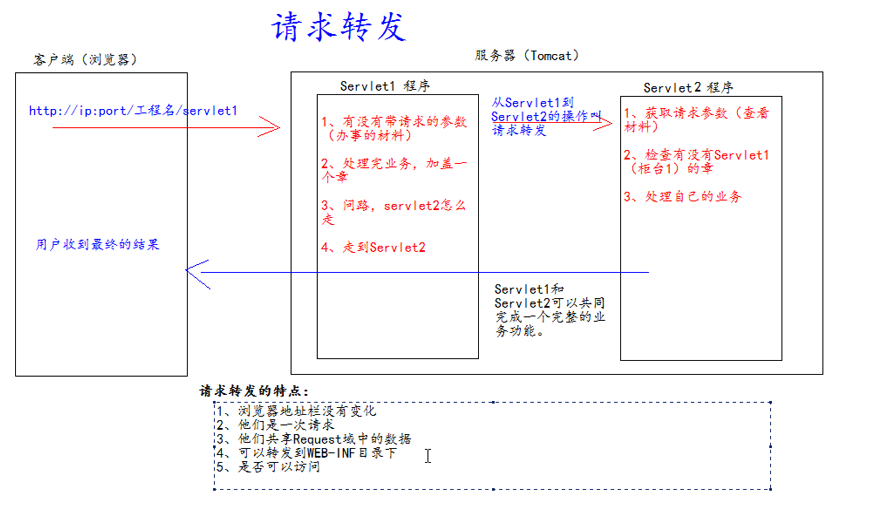 请求转发
客户端（浏览器）
服务器（Tomcat）
http://ip:port/工程名/servlet1
用户收到最终的结果
Servlet1 程序
1、有没有带请求的参数
（办事的材料）
2、处理完业务，加盖一
个章
3、问路，servlet2怎么
走
4、走到Servlet2
从Servlet1到
Servlet2的操作叫
请求转发
Servlet2 程序
1、获取请求参数（查看
材料）
2、检查有没有Servlet1
（柜台1）的章
3、处理自己的业务
Servlet1和
Servlet2可以共同
完成一个完整的业
务功能。
请求转发的特点：
1、浏览器地址栏没有变化
2、他们是一次请求
3、他们共享Request域中的数据
4、可以转发到WEB-INF目录下
5、是否可以访问